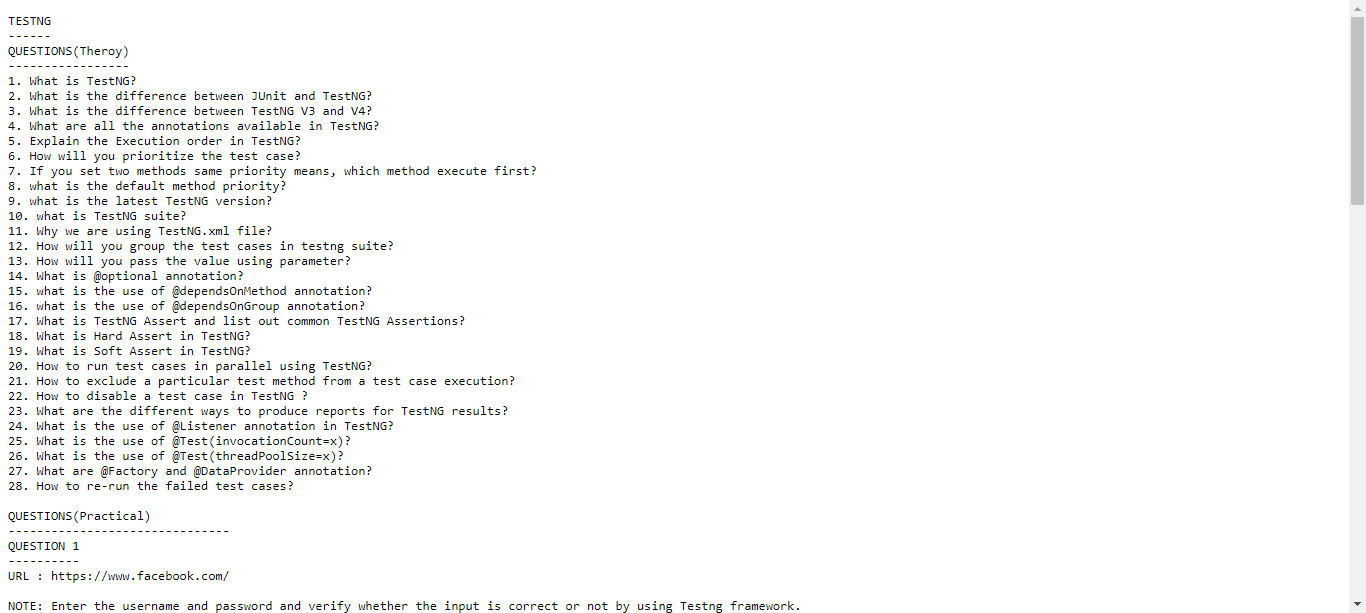 TESTNG
------
QUESTIONS(Theroy)
-----------------
1. What is TestNG?
2. What is the difference between JUnit and TestNG?
3. What is the difference between TestNG V3 and V4?
4. What are all the annotations available in TestNG?
5. Explain the Execution order in TestNG?
6. How will you prioritize the test case?
7. If you set two methods same priority means, which method execute first?
8. what is the default method priority?
9. what is the latest TestNG version?
10. what is TestNG suite?
11. Why we are using TestNG.xml file?
12. How will you group the test cases in testng suite?
13. How will you pass the value using parameter?
14. What is @optional annotation?
15. what is the use of @dependsOnMethod annotation?
16. what is the use of @dependsOnGroup annotation?
17. What is TestNG Assert and list out common TestNG Assertions?
18. What is Hard Assert in TestNG?
19. What is Soft Assert in TestNG?
20. How to run test cases in parallel using TestNG?
21. How to exclude a particular test method from a test case execution?
22. How to disable a test case in TestNG ?
23. What are the different ways to produce reports for TestNG results?
24. What is the use of @Listener annotation in TestNG?
25. What is the use of @Test(invocationCount=x)?
26. What is the use of @Test(threadPoolSize=x)?
27. What are @Factory and @DataProvider annotation?
28. How to re-run the failed test cases?
QUESTIONS(Practical)
-------------------------------
QUESTION 1
----------
URL : https://www.facebook.com/
NOTE: Enter the username and password and verify whether the input is correct or not by using Testng framework.